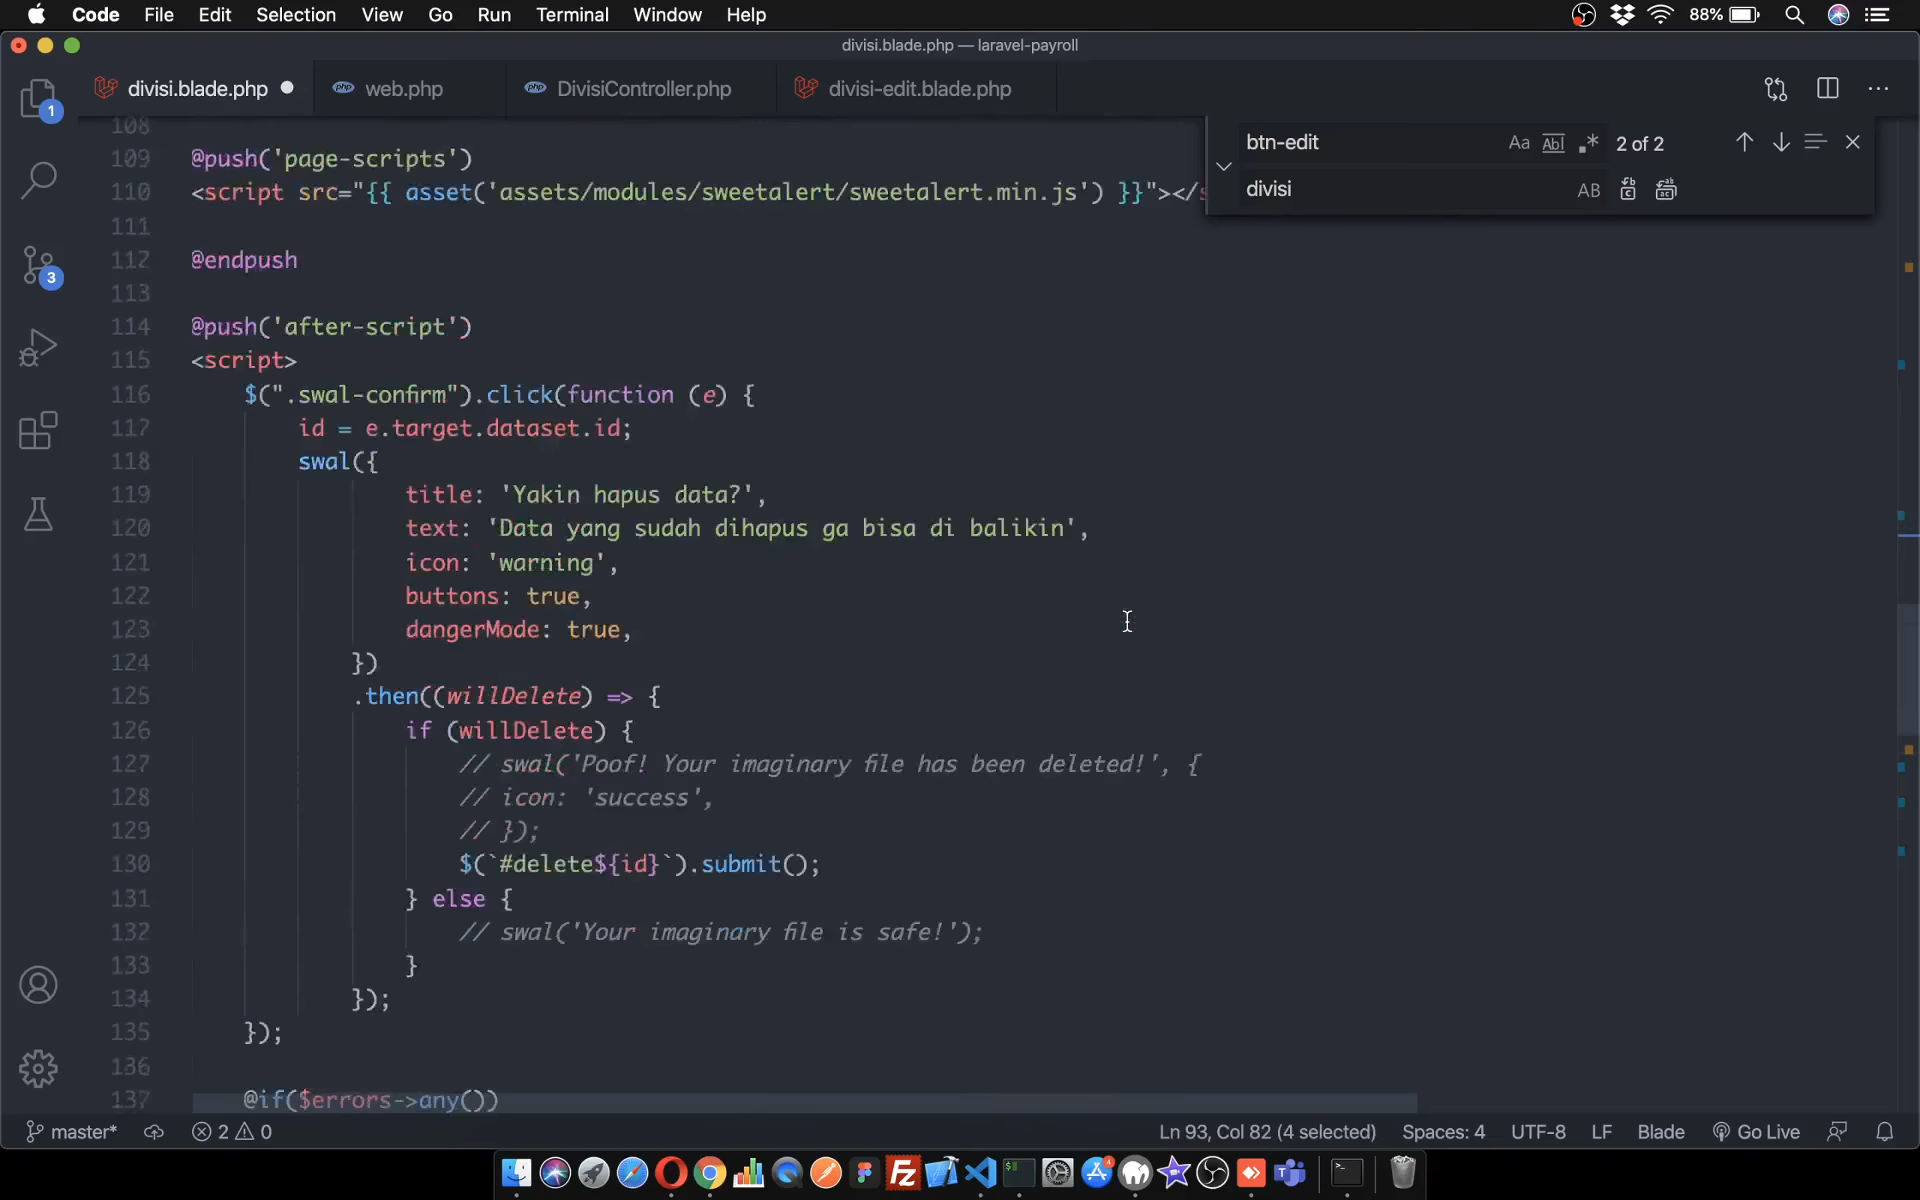 Code File Edit Selection View Go Run Terminal Window Help 88%
divisi.blade.php — laravel-payroll
divisi.blade.php web.php DivisiController.php divisi-edit.blade.php
btn-edit Aa Abl .* 2 of 2
divisi AB
1
3
108
109 @push('page-scripts')
110 <script src="{{ asset('assets/modules/sweetalert/sweetalert.min.js') }}"></s
111
112 @endpush
113
114 @push('after-script')
115 <script>
116 $(".swal-confirm").click(function (e) {
117 id = e.target.dataset.id;
118 swal({
119 title: 'Yakin hapus data?',
120 text: 'Data yang sudah dihapus ga bisa di balikin',
121 icon: 'warning',
122 buttons: true,
123 dangerMode: true,
124 })
125 .then((willDelete) => {
126 if (willDelete) {
127 // swal('Poof! Your imaginary file has been deleted!', {
128 // icon: 'success',
129 // });
130 $(`#delete${id}`).submit();
131 } else {
132 // swal('Your imaginary file is safe!');
133 }
134 });
135 });
136
137 @if($errors->any())
master* 2 0 Ln 93, Col 82 (4 selected) Spaces: 4 UTF-8 LF Blade Go Live